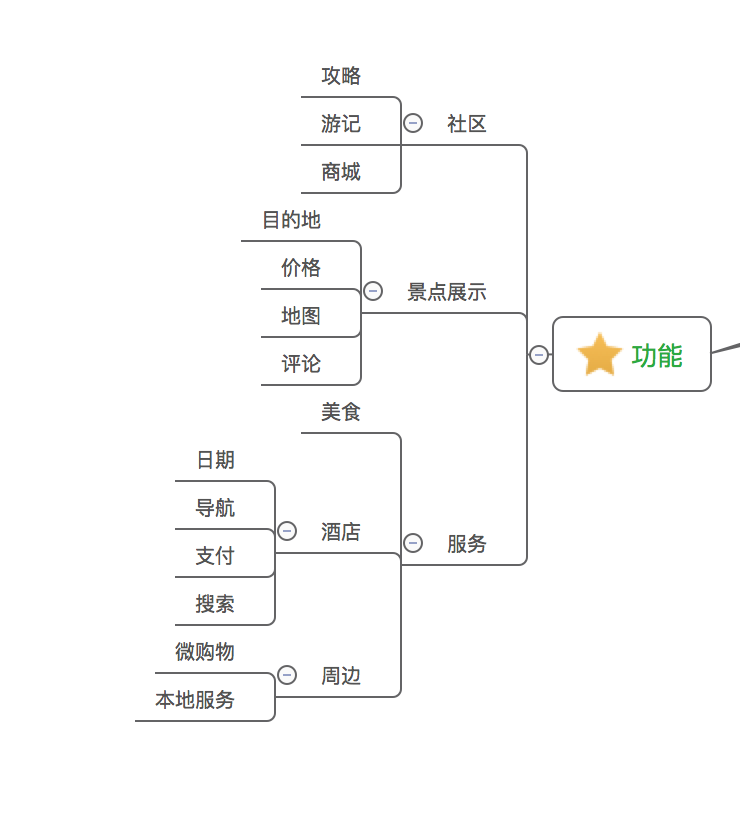 攻略
游记
社区
商城
目的地
价格
景点展示
地图
功能
评论
美食
日期
导航
酒店
服务
支付
搜索
微购物
周边
本地服务